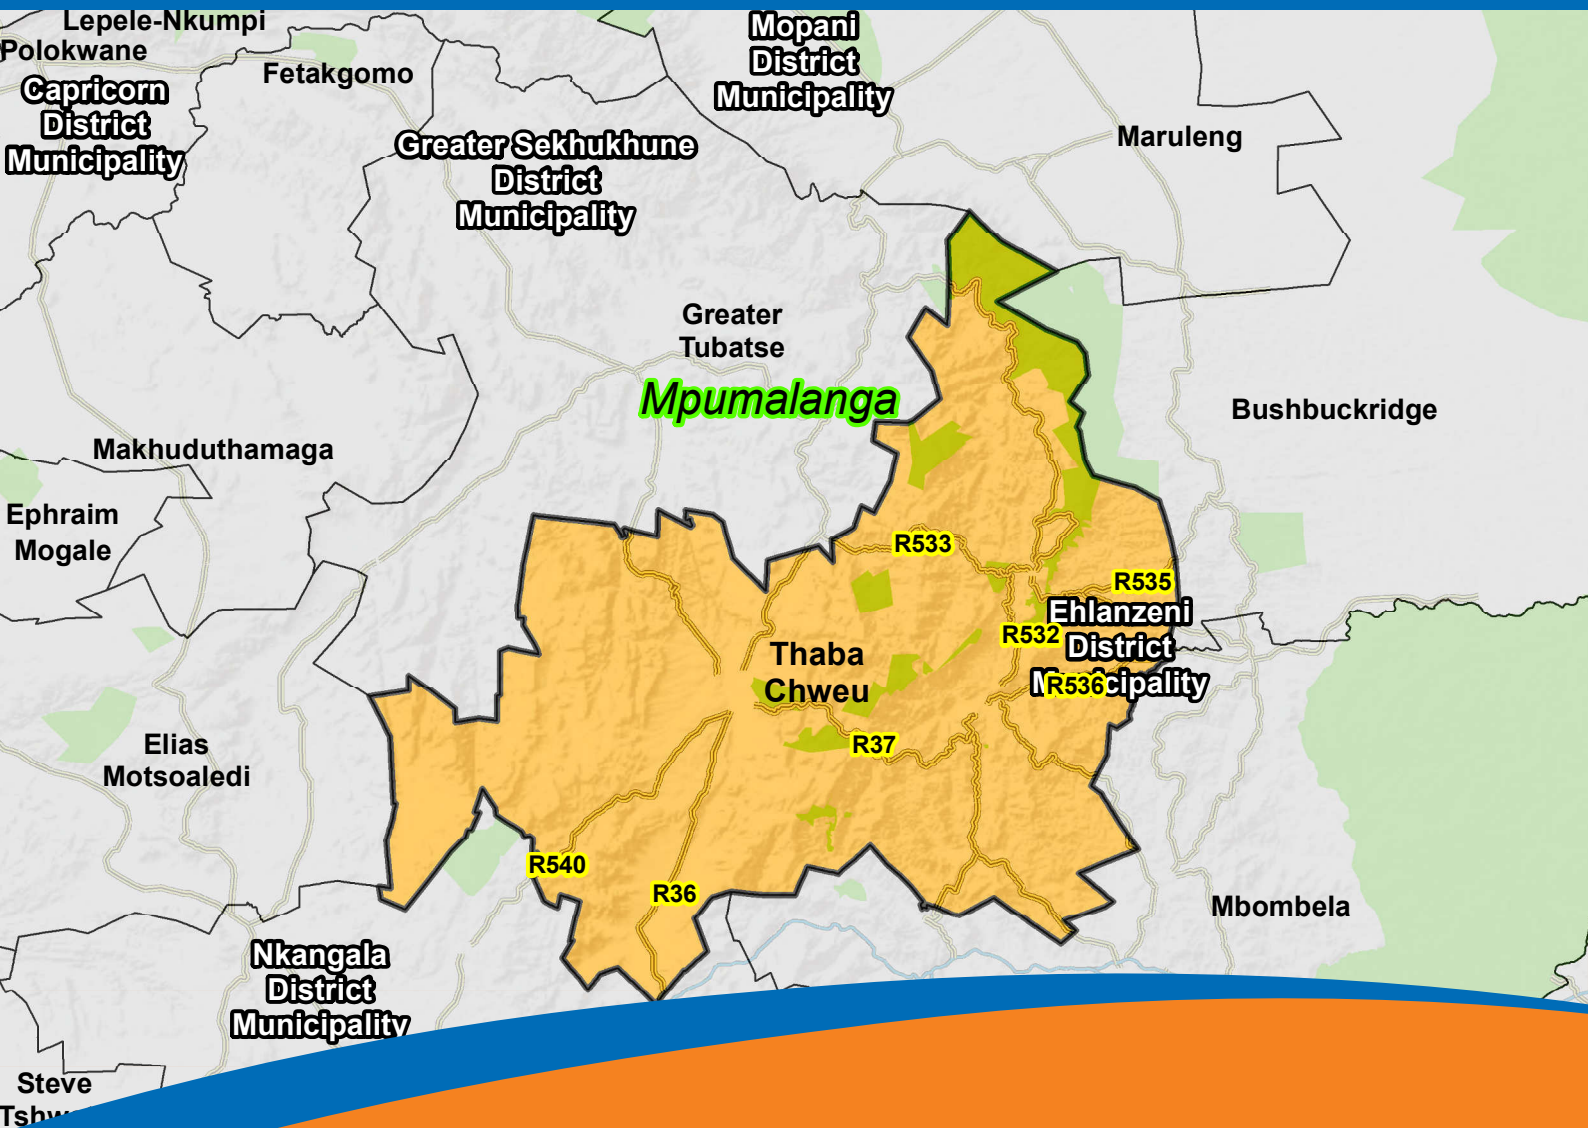 Lepele-Nkumpi
Polokwane
Fetakgomo
Capricorn
District
Municipality
Mopani
District
Municipality
Greater Sekhukhune
District
Municipality
Maruleng
Greater
Tubatse
Mpumalanga
Bushbuckridge
Makhuduthamaga
Ephraim
Mogale
R533
R535
Ehlanzeni
District
Municipality
R532
R536
Thaba
Chweu
R37
Elias
Motsoaledi
R540
R36
Mbombela
Nkangala
District
Municipality
Steve